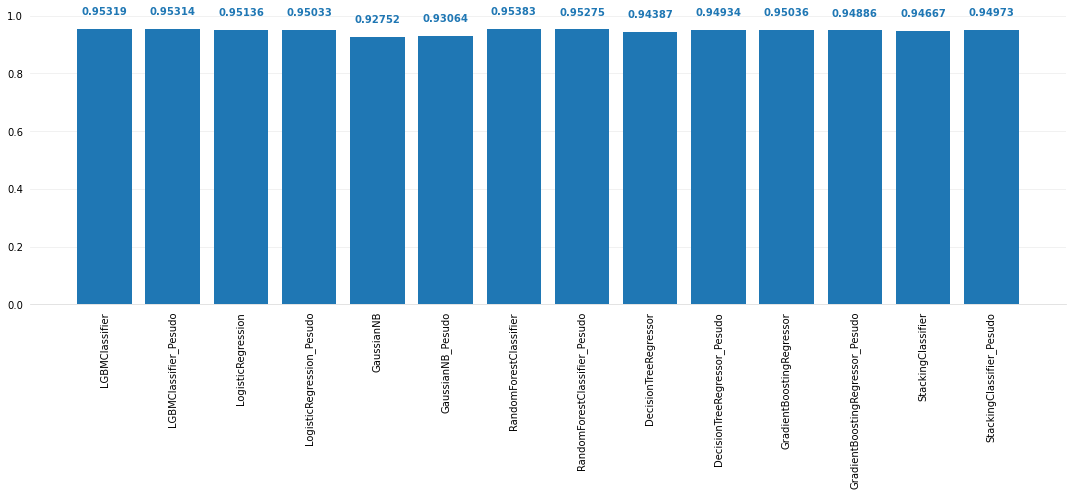 0.95319
0.95314
0.95136
0.95033
0.92752
0.93064
0.95383
0.95275
0.94387
0.94934
0.95036
0.94886
0.94667
0.94973
1.0
0.8
0.6
0.4
0.2
0.0
LGBMClassifier
LGBMClassifier_Pesudo
LogisticRegression
LogisticRegression_Pesudo
GaussianNB
GaussianNB_Pesudo
RandomForestClassifier
RandomForestClassifier_Pesudo
DecisionTreeRegressor
DecisionTreeRegressor_Pesudo
GradientBoostingRegressor
GradientBoostingRegressor_Pesudo
StackingClassifier
StackingClassifier_Pesudo